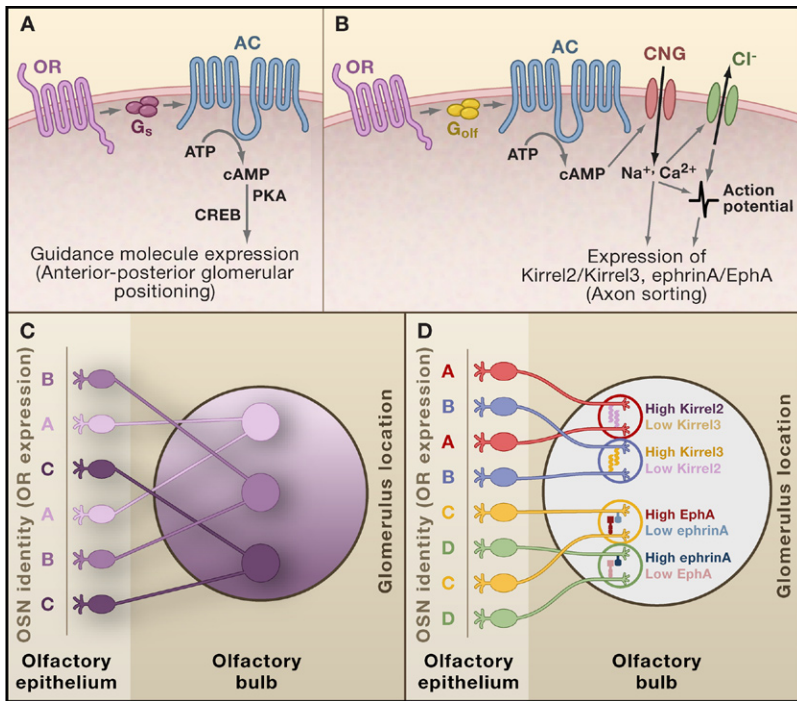 A
OR
AC
Gs
ATP
cAMP
PKA
CREB
Guidance molecule expression
(Anterior-posterior glomerular
positioning)
B
OR
AC
CNG
Cl-
Golf
ATP
cAMP
Na+, Ca2+
Action
potential
Expression of
Kirrel2/Kirrel3, ephrinA/EphA
(Axon sorting)
C
OSN identity (OR expression)
B
A
C
A
B
C
Glomerulus location
Olfactory
epithelium
Olfactory
bulb
D
OSN identity (OR expression)
A
B
A
B
C
D
C
D
High Kirrel2
Low Kirrel3
High Kirrel3
Low Kirrel2
High EphA
Low ephrinA
High ephrinA
Low EphA
Glomerulus location
Olfactory
epithelium
Olfactory
bulb